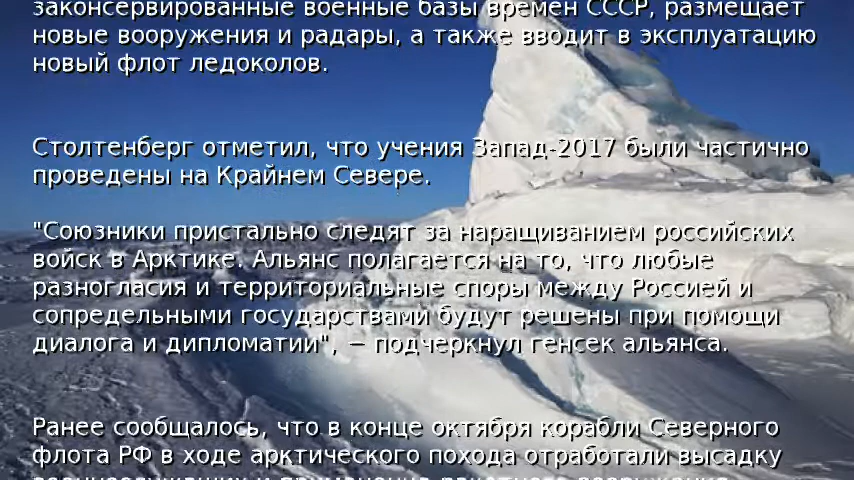 законсервированные военные базы времен СССР, размещает
новые вооружения и радары, а также вводит в эксплуатацию
новый флот ледоколов.
Столтенберг отметил, что учения Запад-2017 были частично
проведены на Крайнем Севере.
"Союзники пристально следят за наращиванием российских
войск в Арктике. Альянс полагается на то, что любые
разногласия и территориальные споры между Россией и
сопредельными государствами будут решены при помощи
диалога и дипломатии", — подчеркнул генсек альянса.
Ранее сообщалось, что в конце октября корабли Северного
флота РФ в ходе арктического похода отработали высадку